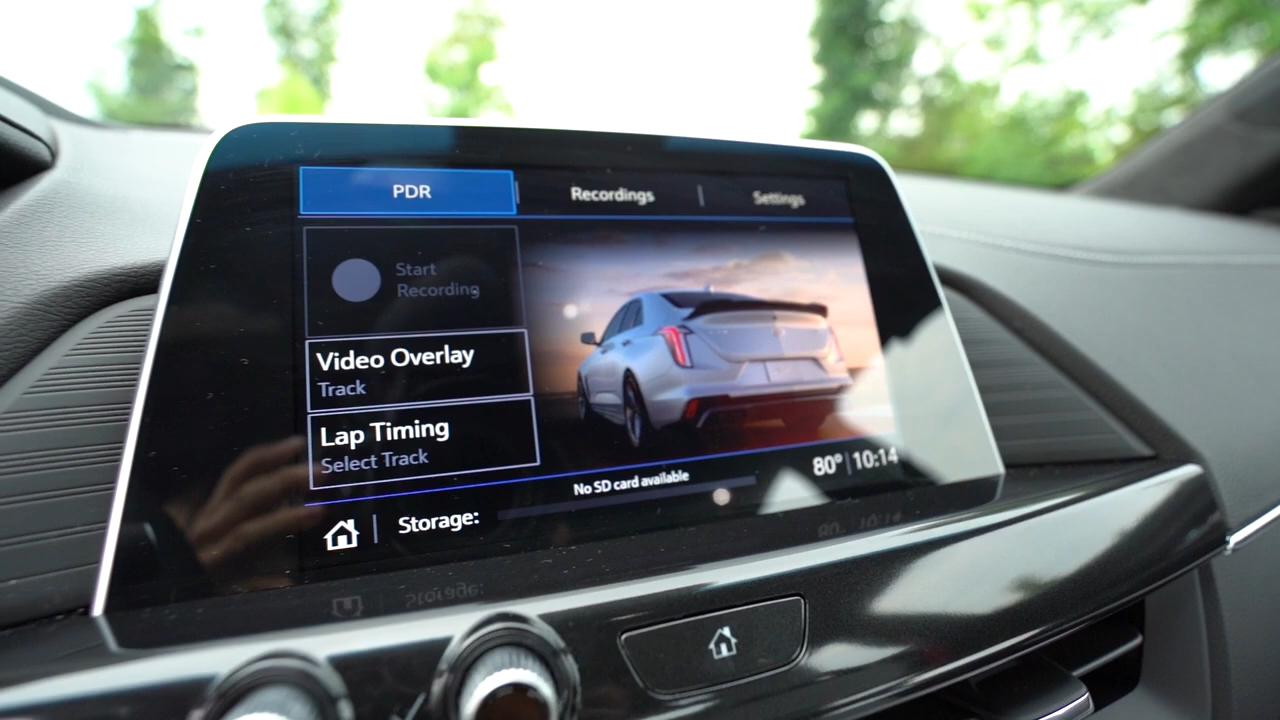 PDR | Recordings | Settings
Start
Recording
Video Overlay
Track
Lap Timing
Select Track
No SD card available
80° | 10:14
Storage: